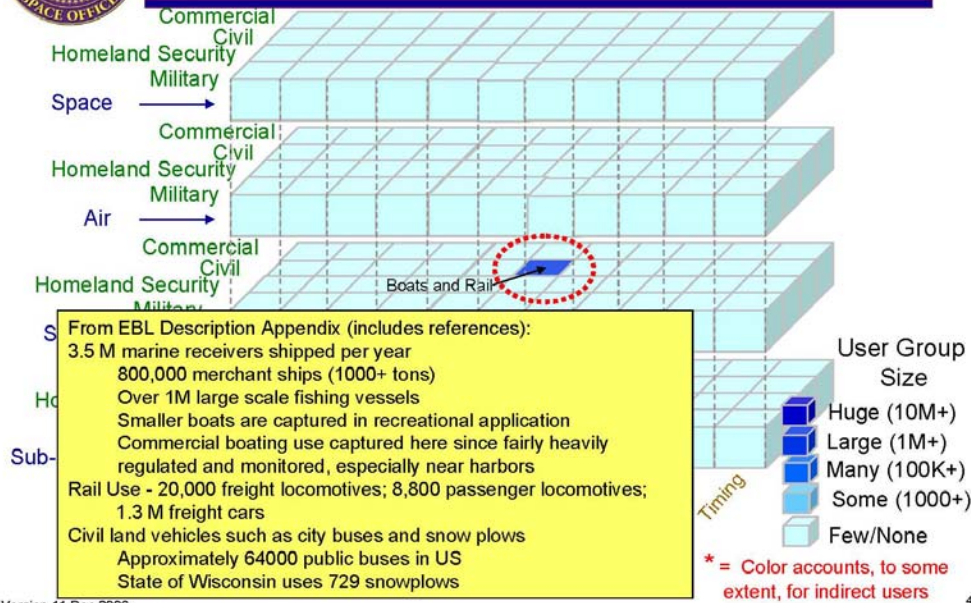 SPACE OFFICE
Commercial
Civil
Homeland Security
Military
Space
Commercial
Civil
Homeland Security
Military
Air
Commercial
Civil
Homeland Security
Military
Boats and Rail
From EBL Description Appendix (includes references):
3.5 M marine receivers shipped per year
800,000 merchant ships (1000+ tons)
Over 1M large scale fishing vessels
Smaller boats are captured in recreational application
Commercial boating use captured here since fairly heavily
regulated and monitored, especially near harbors
Rail Use - 20,000 freight locomotives; 8,800 passenger locomotives;
1.3 M freight cars
Civil land vehicles such as city buses and snow plows
Approximately 64000 public buses in US
State of Wisconsin uses 729 snowplows
Sub-
Timing
User Group
Size
Huge (10M+)
Large (1M+)
Many (100K+)
Some (1000+)
Few/None
* = Color accounts, to some
extent, for indirect users